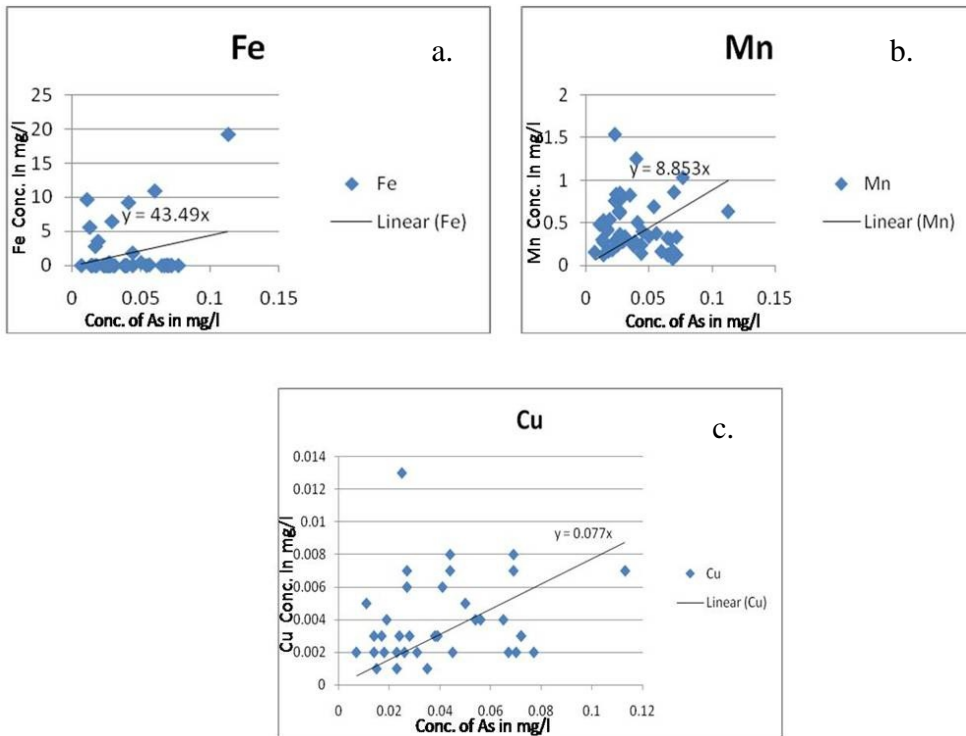 Fe
a.
25
20
15
10
5
0
Fe Conc. In mg/l
y = 43.49x
0
0.05
0.1
0.15
Conc. of As in mg/l
Fe
Linear (Fe)
Mn
b.
2
1.5
1
0.5
0
Mn Conc. In mg/l
y = 8.853x
0
0.05
0.1
0.15
Conc. of As in mg/l
Mn
Linear (Mn)
Cu
c.
0.014
0.012
0.01
0.008
0.006
0.004
0.002
0
Cu Conc. In mg/l
y = 0.077x
0
0.02
0.04
0.06
0.08
0.1
0.12
Conc. of As in mg/l
Cu
Linear (Cu)